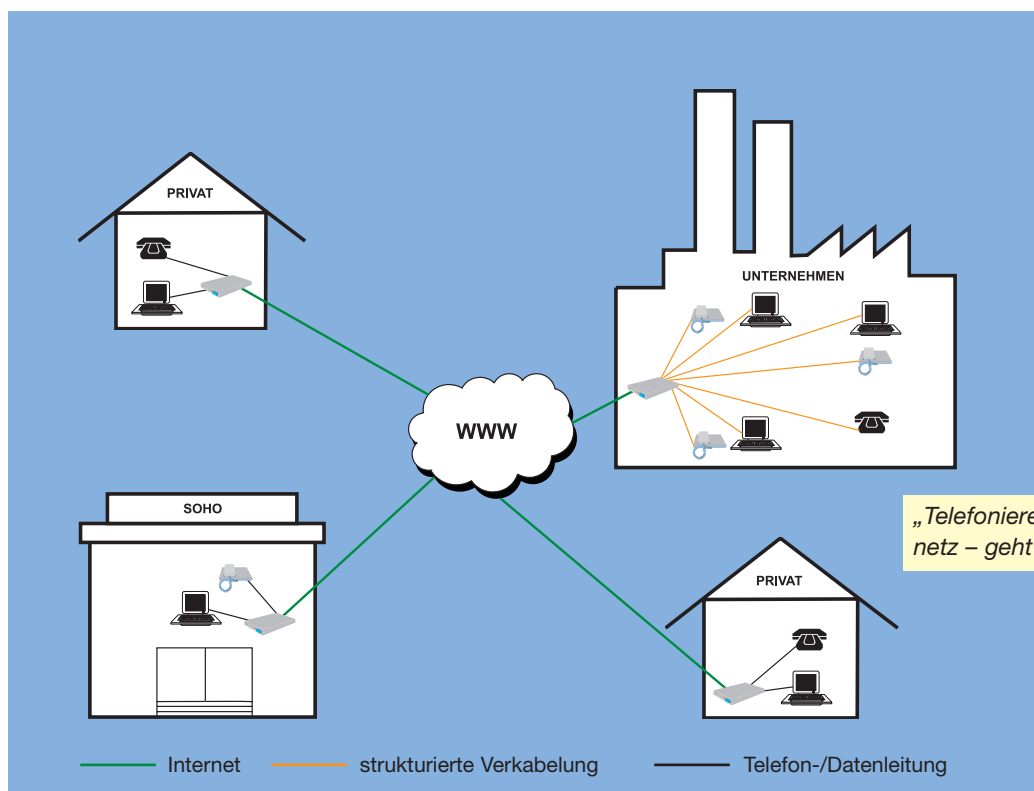 PRIVAT
UNTERNEHMEN
WWW
SOHO
„Telefoniere
netz – geht
PRIVAT
Internet
strukturierte Verkabelung
Telefon-/Datenleitung